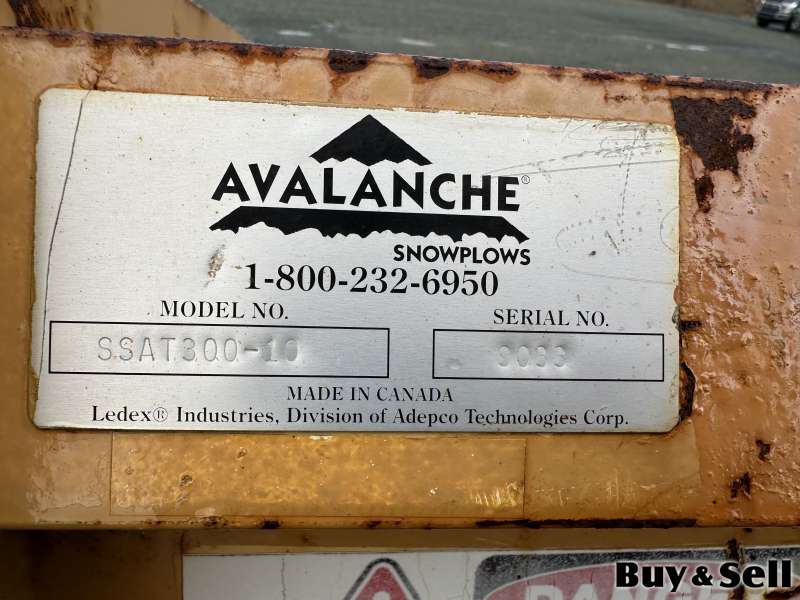 AVALANCHE®
SNOWPLOWS
1-800-232-6950
MODEL NO. SERIAL NO.
SSAT300-10
MADE IN CANADA
Ledex® Industries, Division of Adepco Technologies Corp.
Buy & Sell